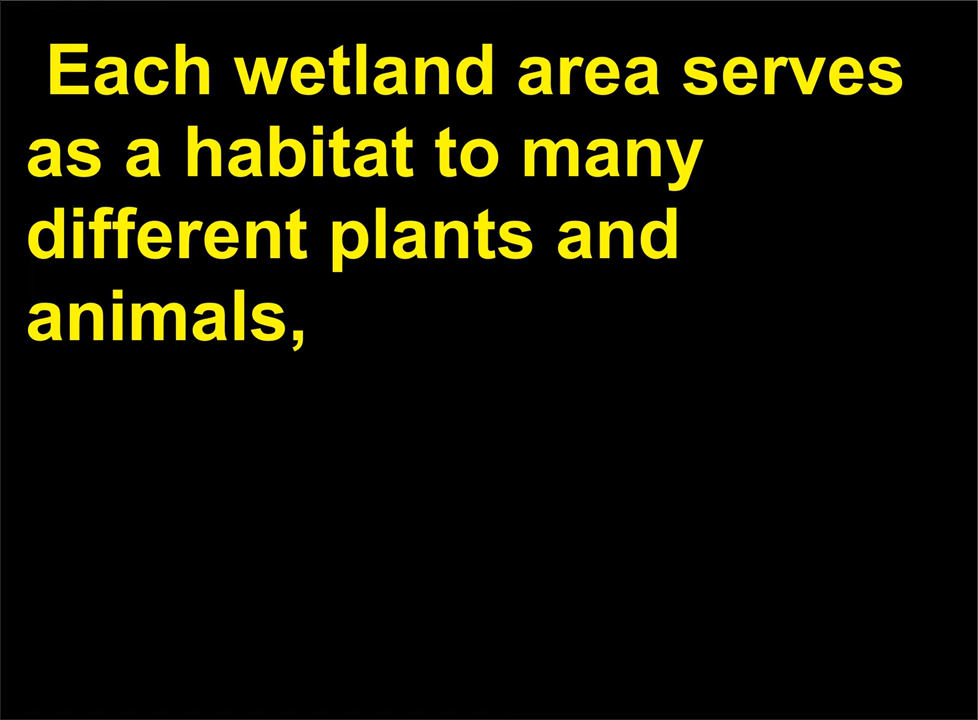 Each wetland area serves
as a habitat to many
different plants and
animals,